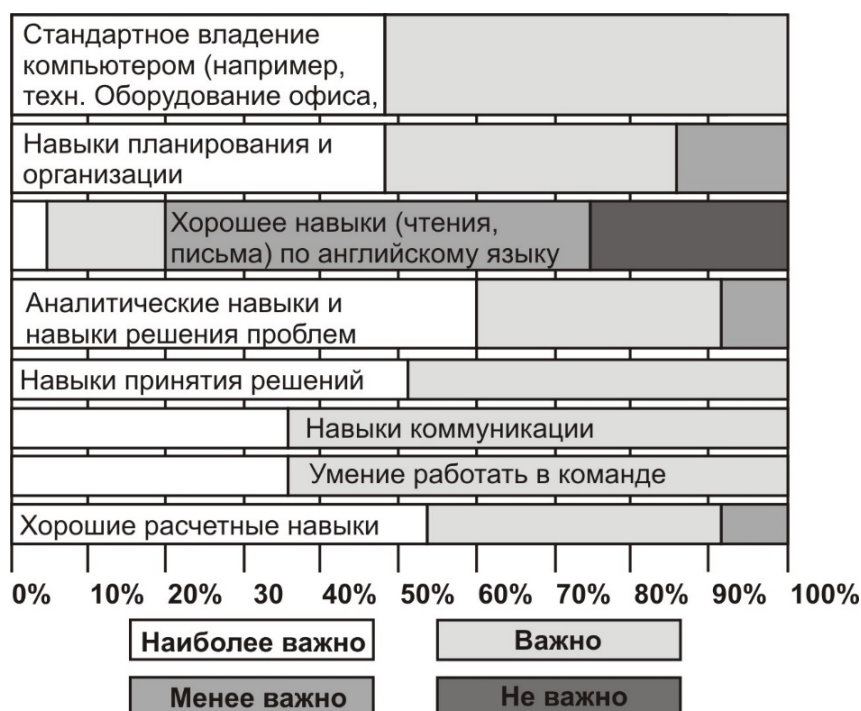 Стандартное владение
компьютером (например,
техн. Оборудование офиса,
Навыки планирования и
организации
Хорошее навыки (чтения,
письма) по английскому языку
Аналитические навыки и
навыки решения проблем
Навыки принятия решений
Навыки коммуникации
Умение работать в команде
Хорошие расчетные навыки
0% 10% 20% 30 40% 50% 60% 70% 80% 90% 100%
Наиболее важно Важно
Менее важно Не важно